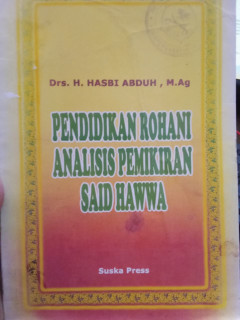 Drs. H. HASBI ABDUH , M.Ag
PENDIDIKAN ROHANI
ANALISIS PEMIKIRAN
SAID HAWWA
Suska Press